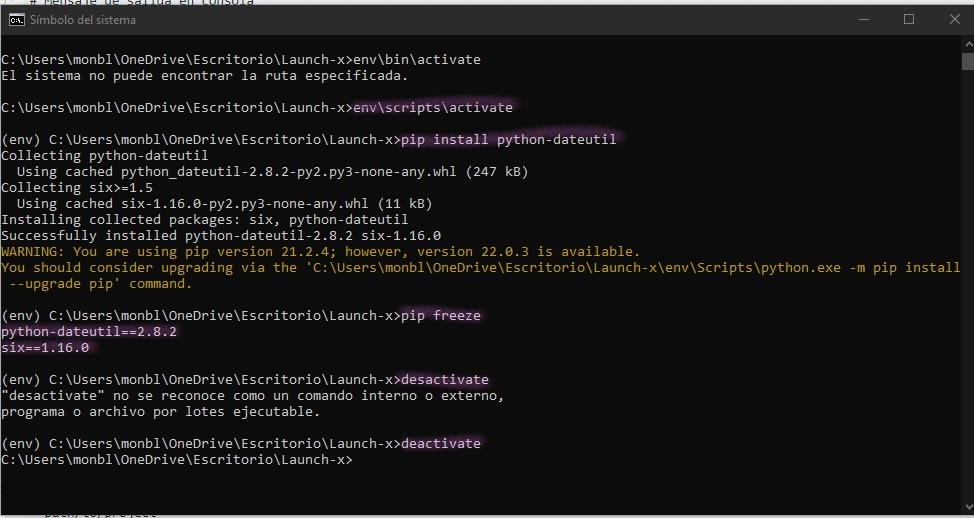 # Mensaje de salida en consola
Símbolo del sistema
C:\Users\monbl\OneDrive\Escritorio\Launch-x>env\bin\activate
El sistema no puede encontrar la ruta especificada.
C:\Users\monbl\OneDrive\Escritorio\Launch-x>env\scripts\activate
(env) C:\Users\monbl\OneDrive\Escritorio\Launch-x>pip install python-dateutil
Collecting python-dateutil
  Using cached python_dateutil-2.8.2-py2.py3-none-any.whl (247 kB)
Collecting six>=1.5
  Using cached six-1.16.0-py2.py3-none-any.whl (11 kB)
Installing collected packages: six, python-dateutil
Successfully installed python-dateutil-2.8.2 six-1.16.0
WARNING: You are using pip version 21.2.4; however, version 22.0.3 is available.
You should consider upgrading via the 'C:\Users\monbl\OneDrive\Escritorio\Launch-x\env\Scripts\python.exe -m pip install
 --upgrade pip' command.
(env) C:\Users\monbl\OneDrive\Escritorio\Launch-x>pip freeze
python-dateutil==2.8.2
six==1.16.0
(env) C:\Users\monbl\OneDrive\Escritorio\Launch-x>desactivate
"desactivate" no se reconoce como un comando interno o externo,
programa o archivo por lotes ejecutable.
(env) C:\Users\monbl\OneDrive\Escritorio\Launch-x>deactivate
C:\Users\monbl\OneDrive\Escritorio\Launch-x>